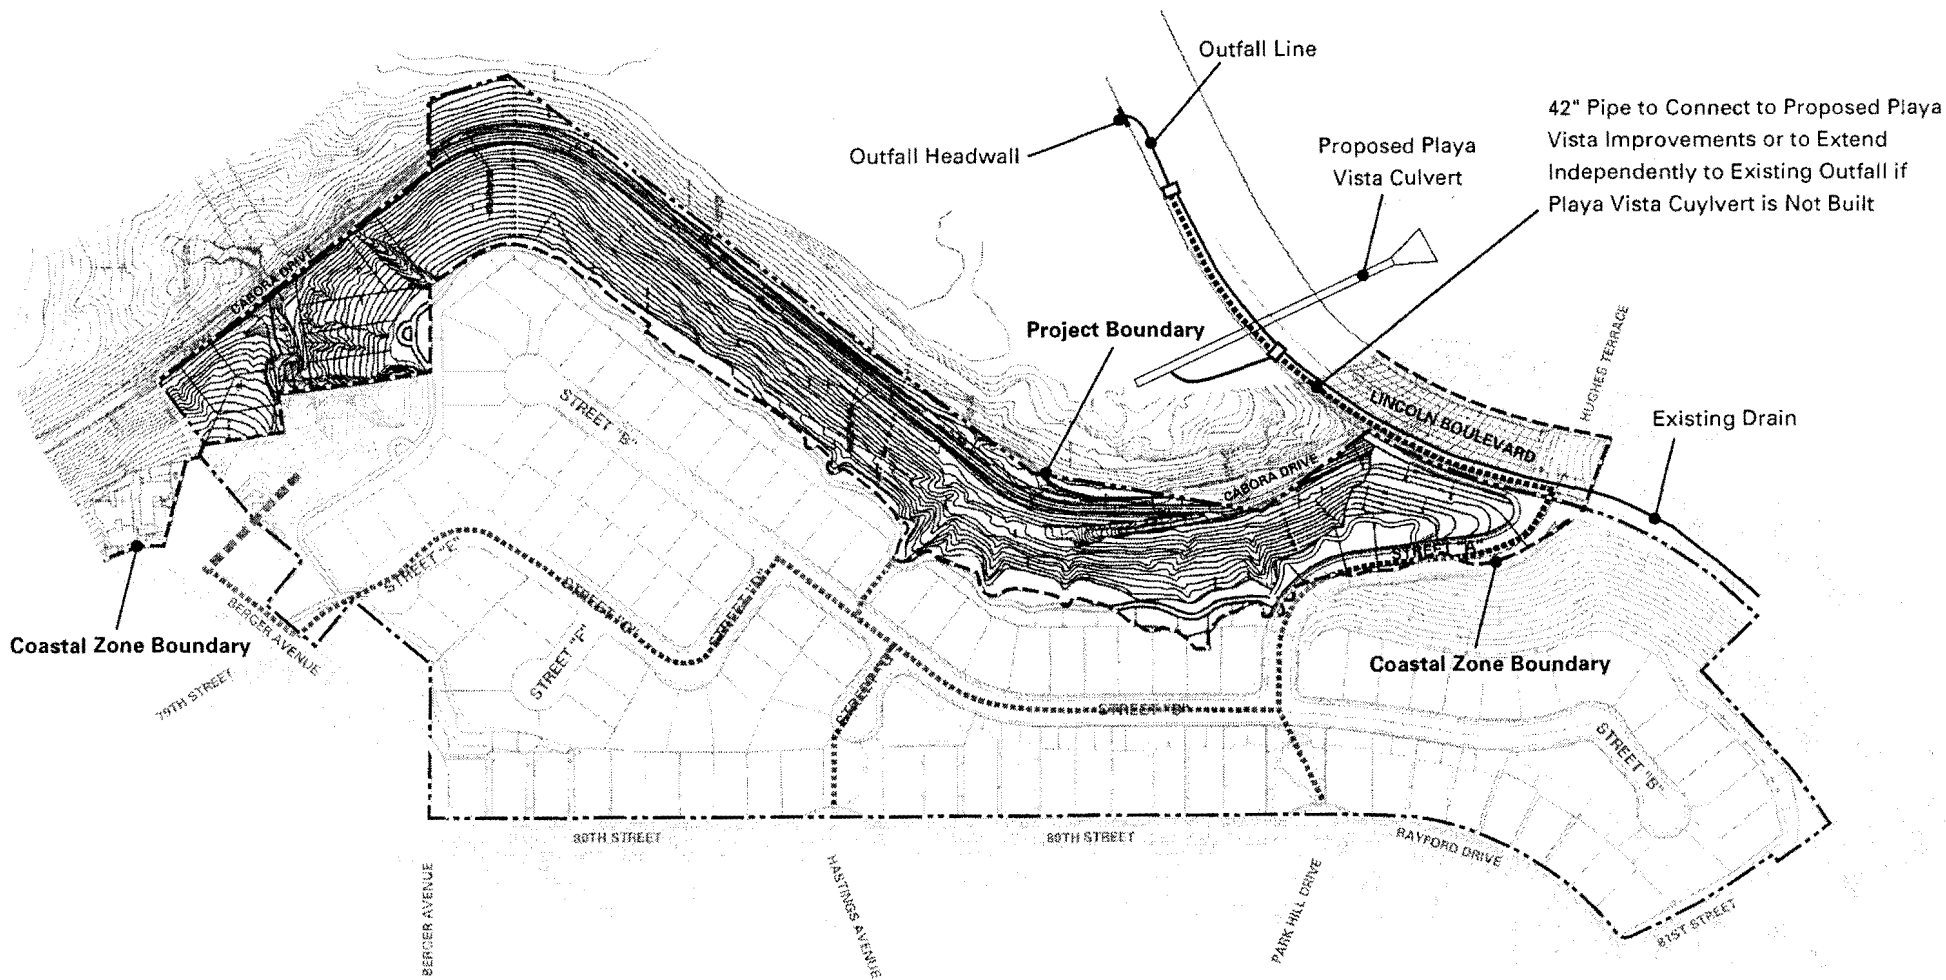 Outfall Line
42" Pipe to Connect to Proposed Playa
Vista Improvements or to Extend
Independently to Existing Outfall if
Playa Vista Cuylvert is Not Built
Outfall Headwall
Proposed Playa
Vista Culvert
CABORA DRIVE
Project Boundary
HUGHES TERRACE
LINCOLN BOULEVARD
Existing Drain
STREET "B"
CABORA DRIVE
STREET "A"
STREET "E"
STREET "D"
BERGER AVENUE
Coastal Zone Boundary
79TH STREET
STREET "F"
Coastal Zone Boundary
STREET "B"
STREET "B"
80TH STREET
80TH STREET
RAYFORD DRIVE
BERGER AVENUE
HASTINGS AVENUE
PARK HILL DRIVE
81ST STREET